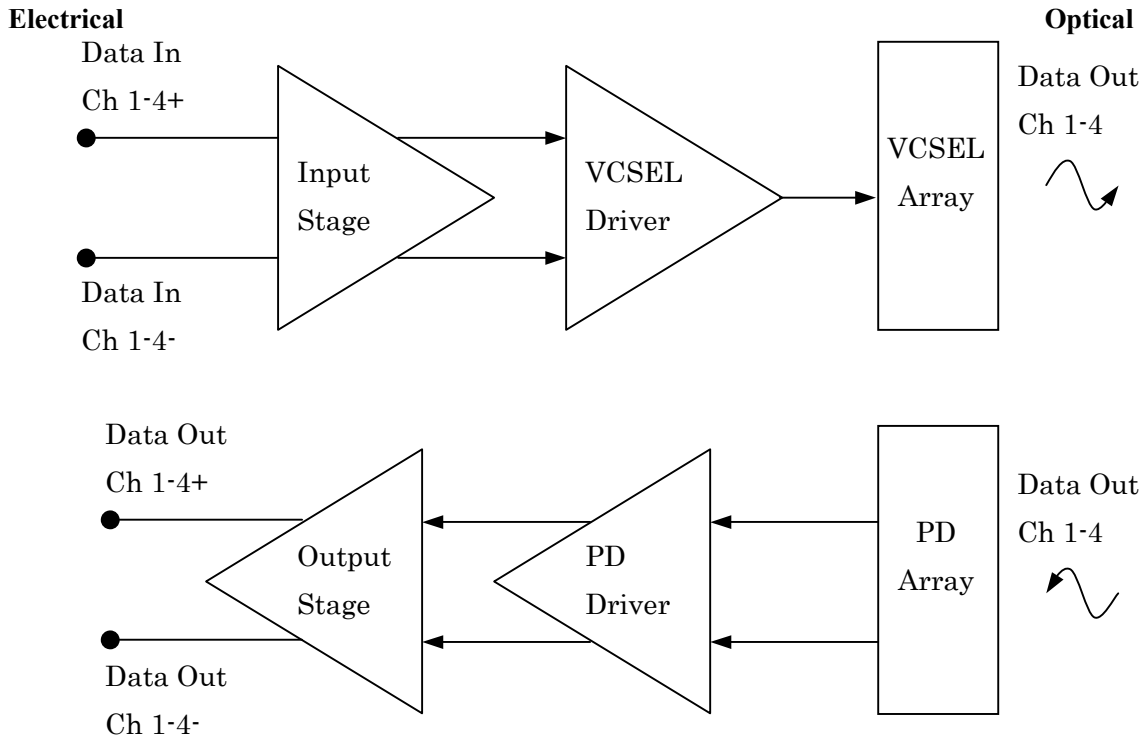 Electrical
Optical
Data In
Ch 1-4+
Input
Stage
VCSEL
Driver
VCSEL
Array
Data Out
Ch 1-4
Data In
Ch 1-4-
Data Out
Ch 1-4+
Output
Stage
PD
Driver
PD
Array
Data Out
Ch 1-4
Data Out
Ch 1-4-